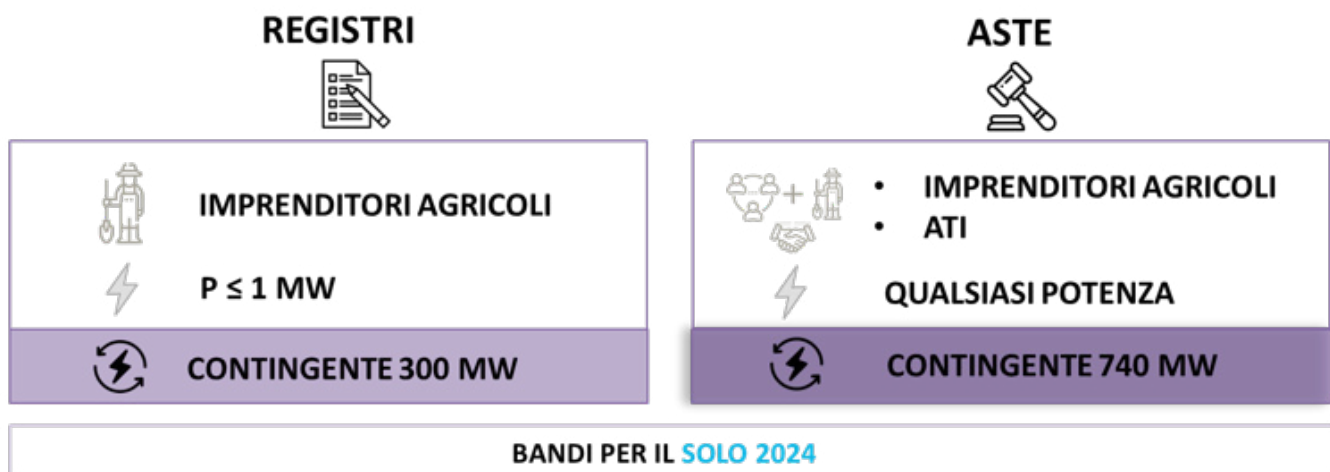 REGISTRI
IMPRENDITORI AGRICOLI
P ≤ 1 MW
CONTINGENTE 300 MW
ASTE
• IMPRENDITORI AGRICOLI
• ATI
QUALSIASI POTENZA
CONTINGENTE 740 MW
BANDI PER IL SOLO 2024